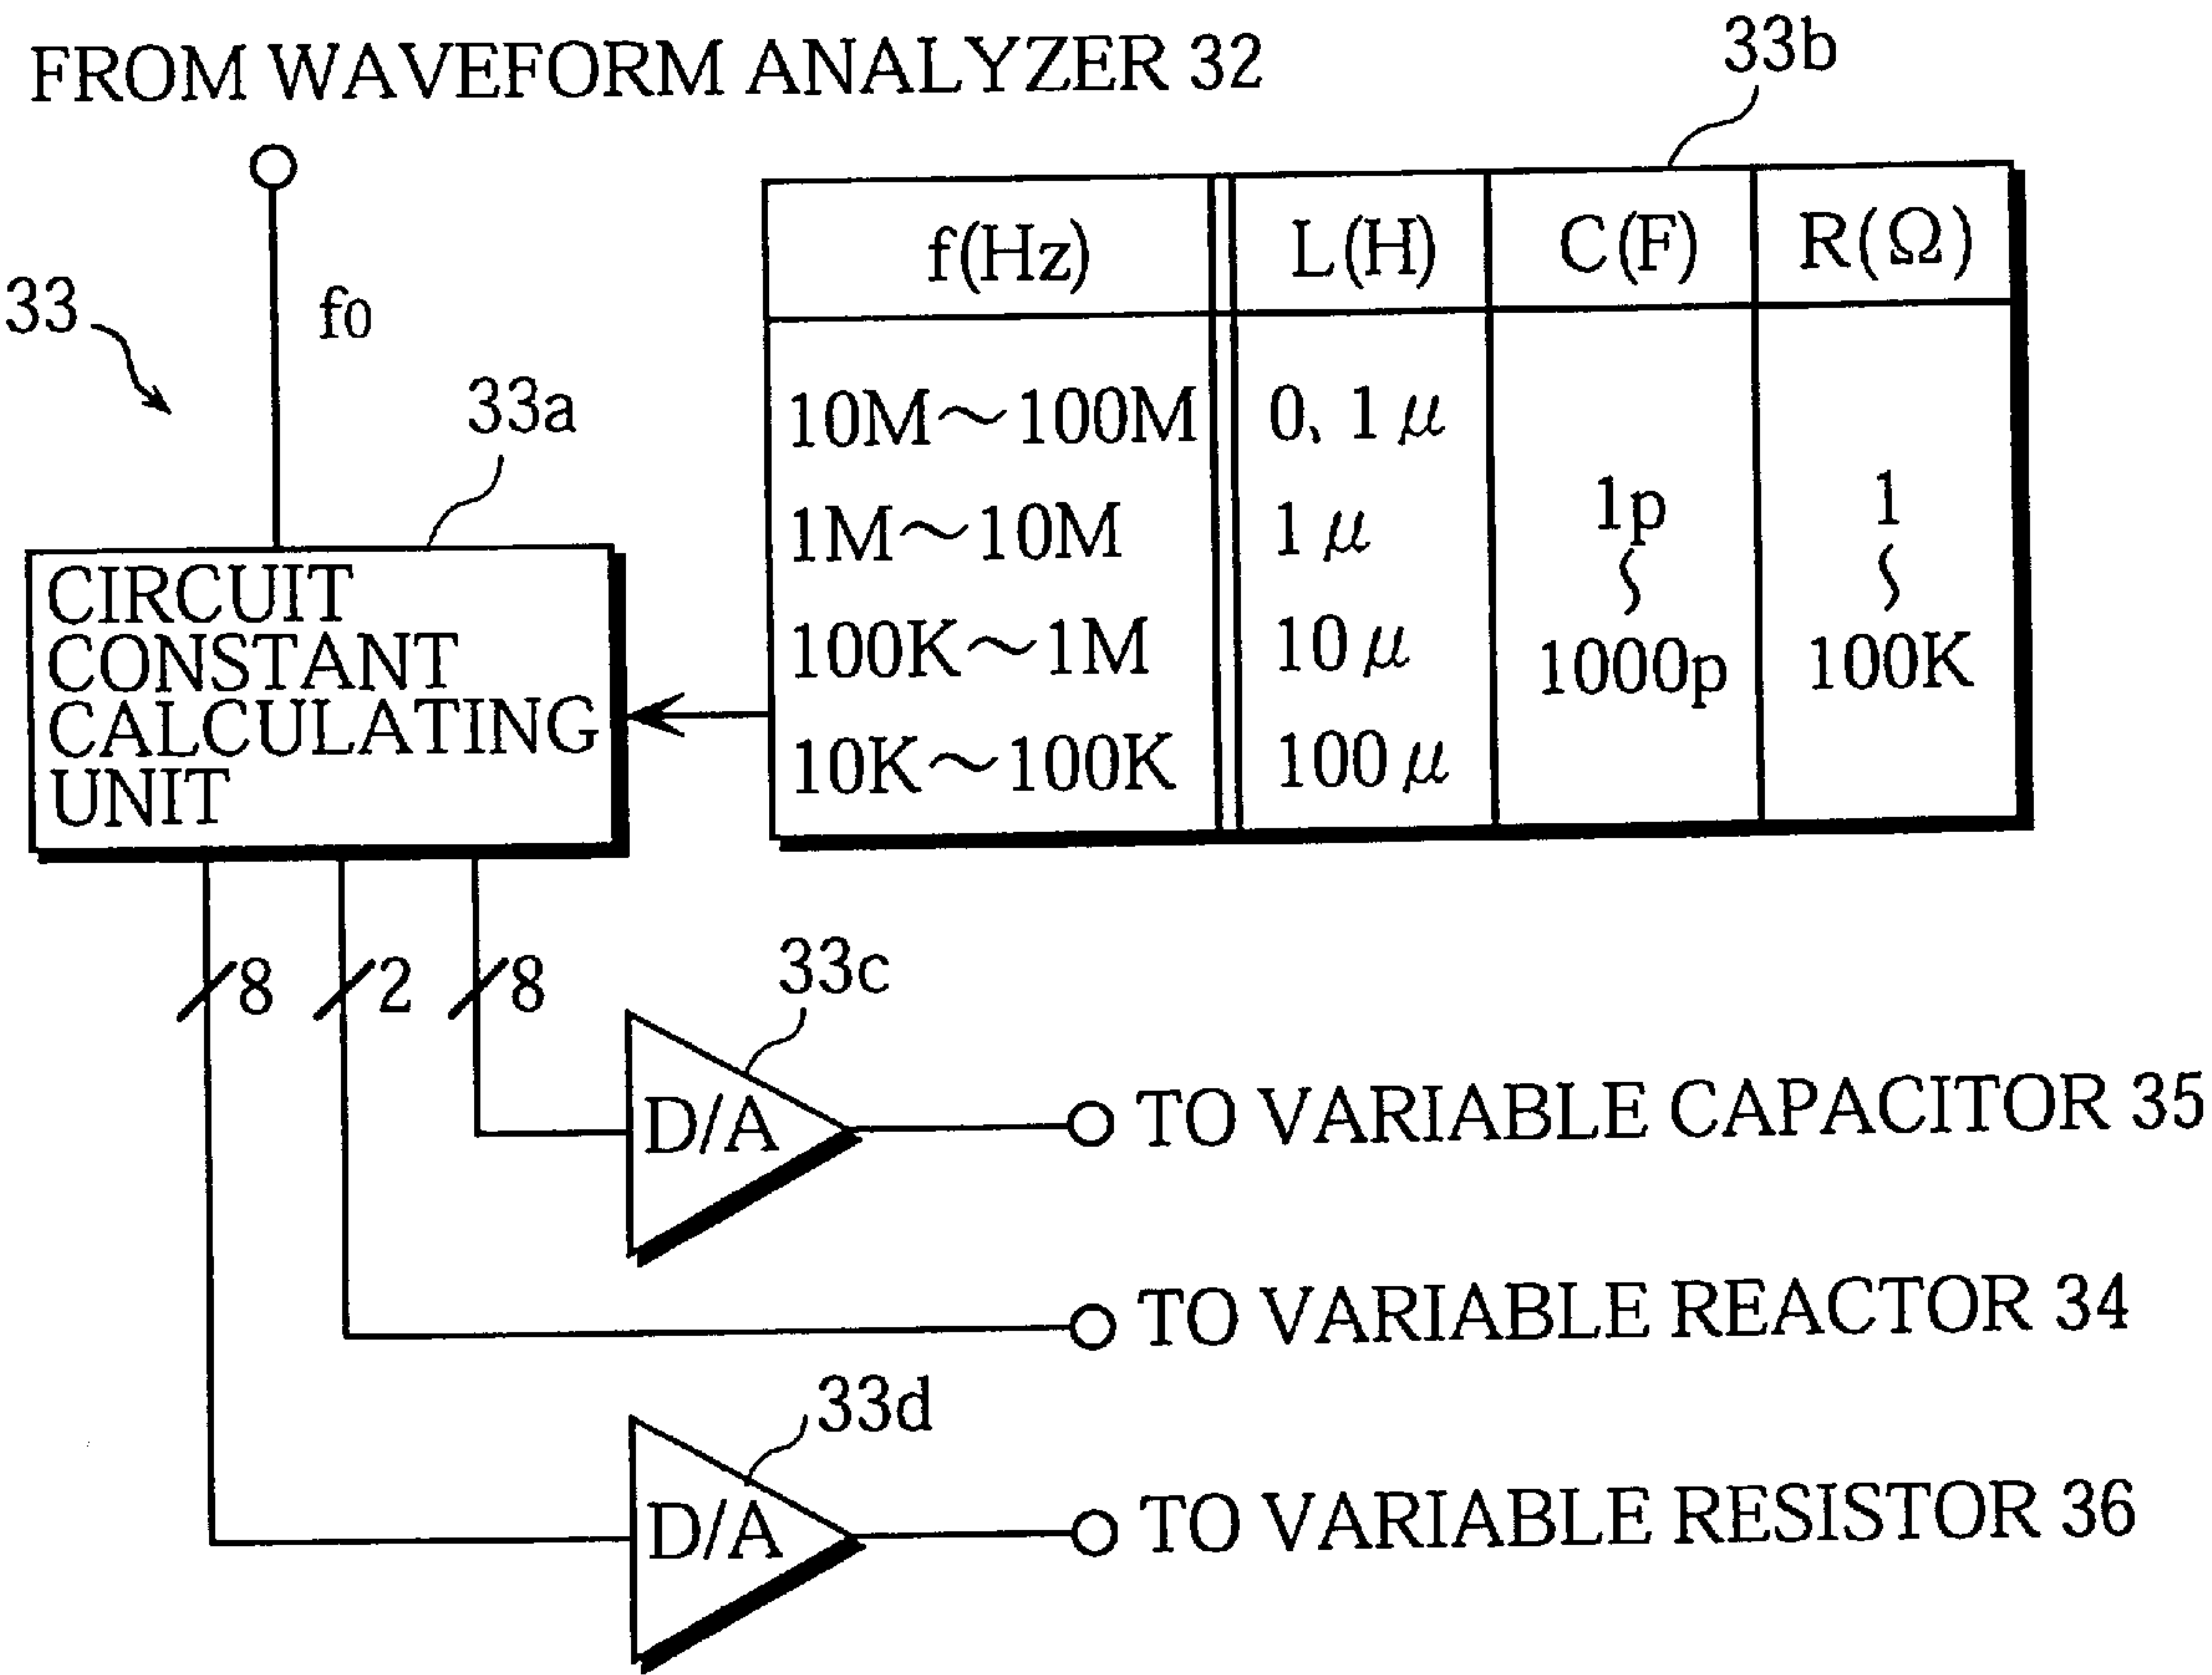 FROM WAVEFORM ANALYZER 32
33b
f(Hz) L(H) C(F) R(Ω)
33
f0
33a
10M～100M 0, 1μ
1M～10M 1μ
100K～1M 10μ
10K～100K 100μ
1p
～
1000p
1
～
100K
CIRCUIT
CONSTANT
CALCULATING
UNIT
8 2 8
33c
D/A
TO VARIABLE CAPACITOR 35
TO VARIABLE REACTOR 34
33d
D/A
TO VARIABLE RESISTOR 36